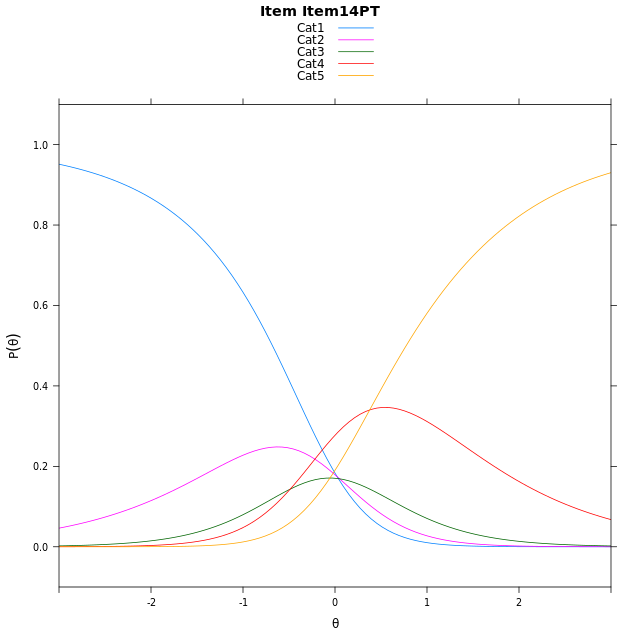 Item Item14PT
Cat1
Cat2
Cat3
Cat4
Cat5
1.0
0.8
0.6
0.4
0.2
0.0
P(θ)
-2 -1 0 1 2
θ